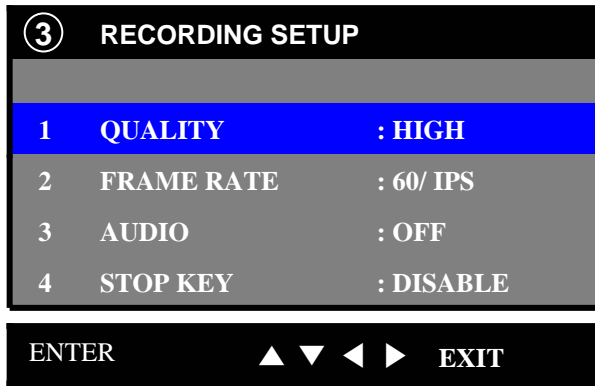 3 RECORDING SETUP
1 QUALITY : HIGH
2 FRAME RATE : 60/ IPS
3 AUDIO : OFF
4 STOP KEY : DISABLE
ENTER ▲ ▼ ◀ ▶ EXIT